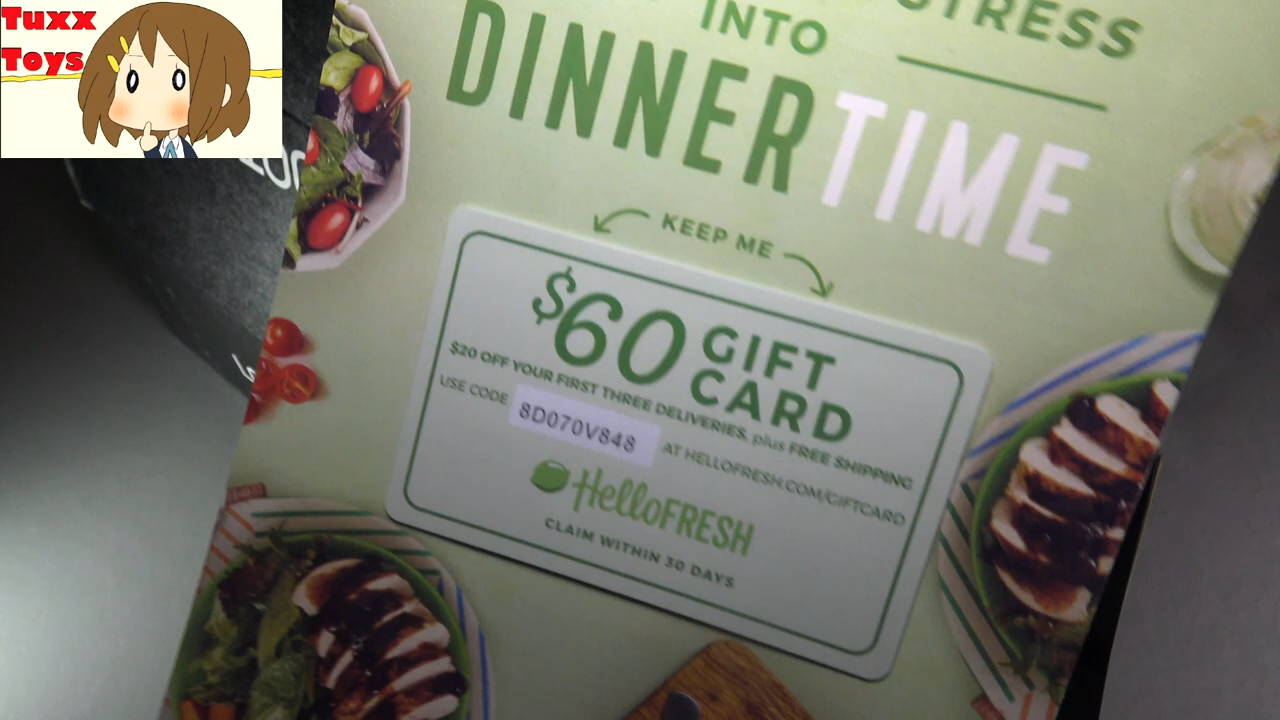 Tuxx
Toys
STRESS
INTO
DINNERTIME
KEEP ME
$60 GIFT
CARD
$20 OFF YOUR FIRST THREE DELIVERIES, plus FREE SHIPPING
USE CODE 8D070V848 AT HELLOFRESH.COM/GIFTCARD
HelloFRESH
CLAIM WITHIN 30 DAYS